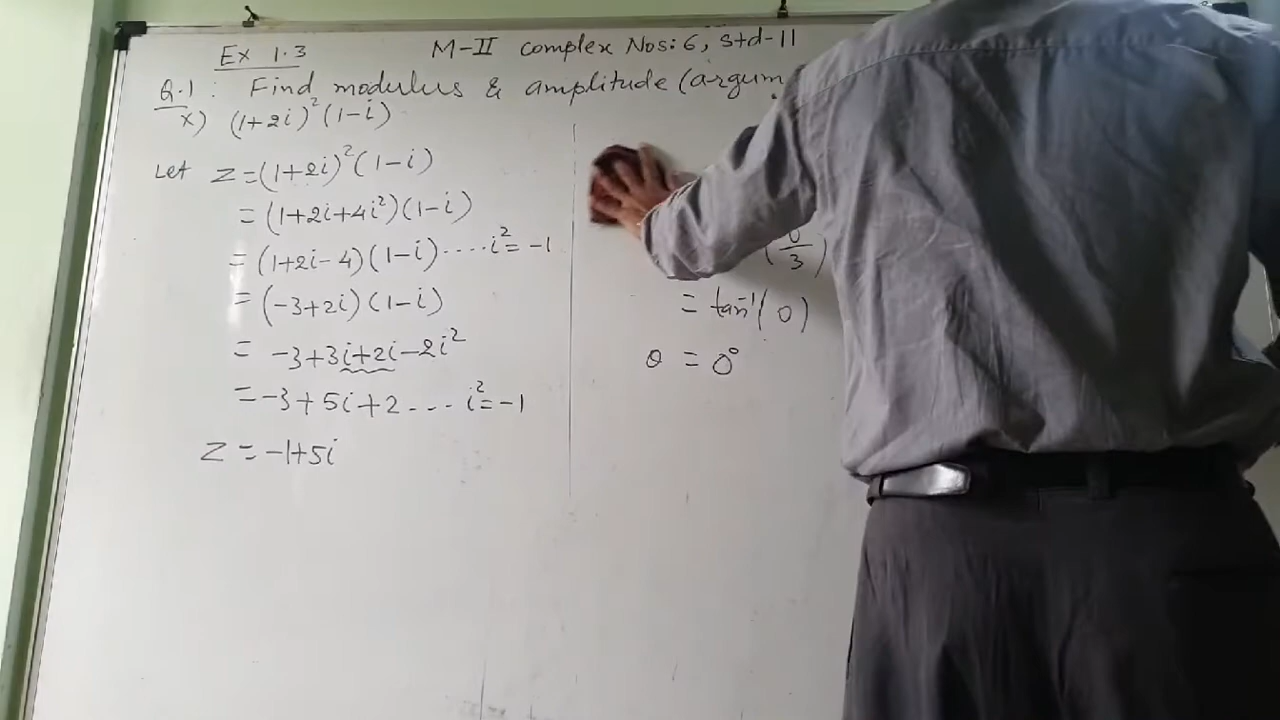 Ex 1.3
M-II complex Nos: 6, std-11
Q.1 : Find modulus & amplitude (argum
x) (1+2i)²(1-i)
Let z=(1+2i)²(1-i)
=(1+2i+4i²)(1-i)
=(1+2i-4)(1-i).....i²=-1
=(-3+2i)(1-i)
= -3+3i+2i-2i²
=-3+5i+2... i²=-1
z = -1+5i
(0/3)
= tan⁻¹(0)
θ = 0°